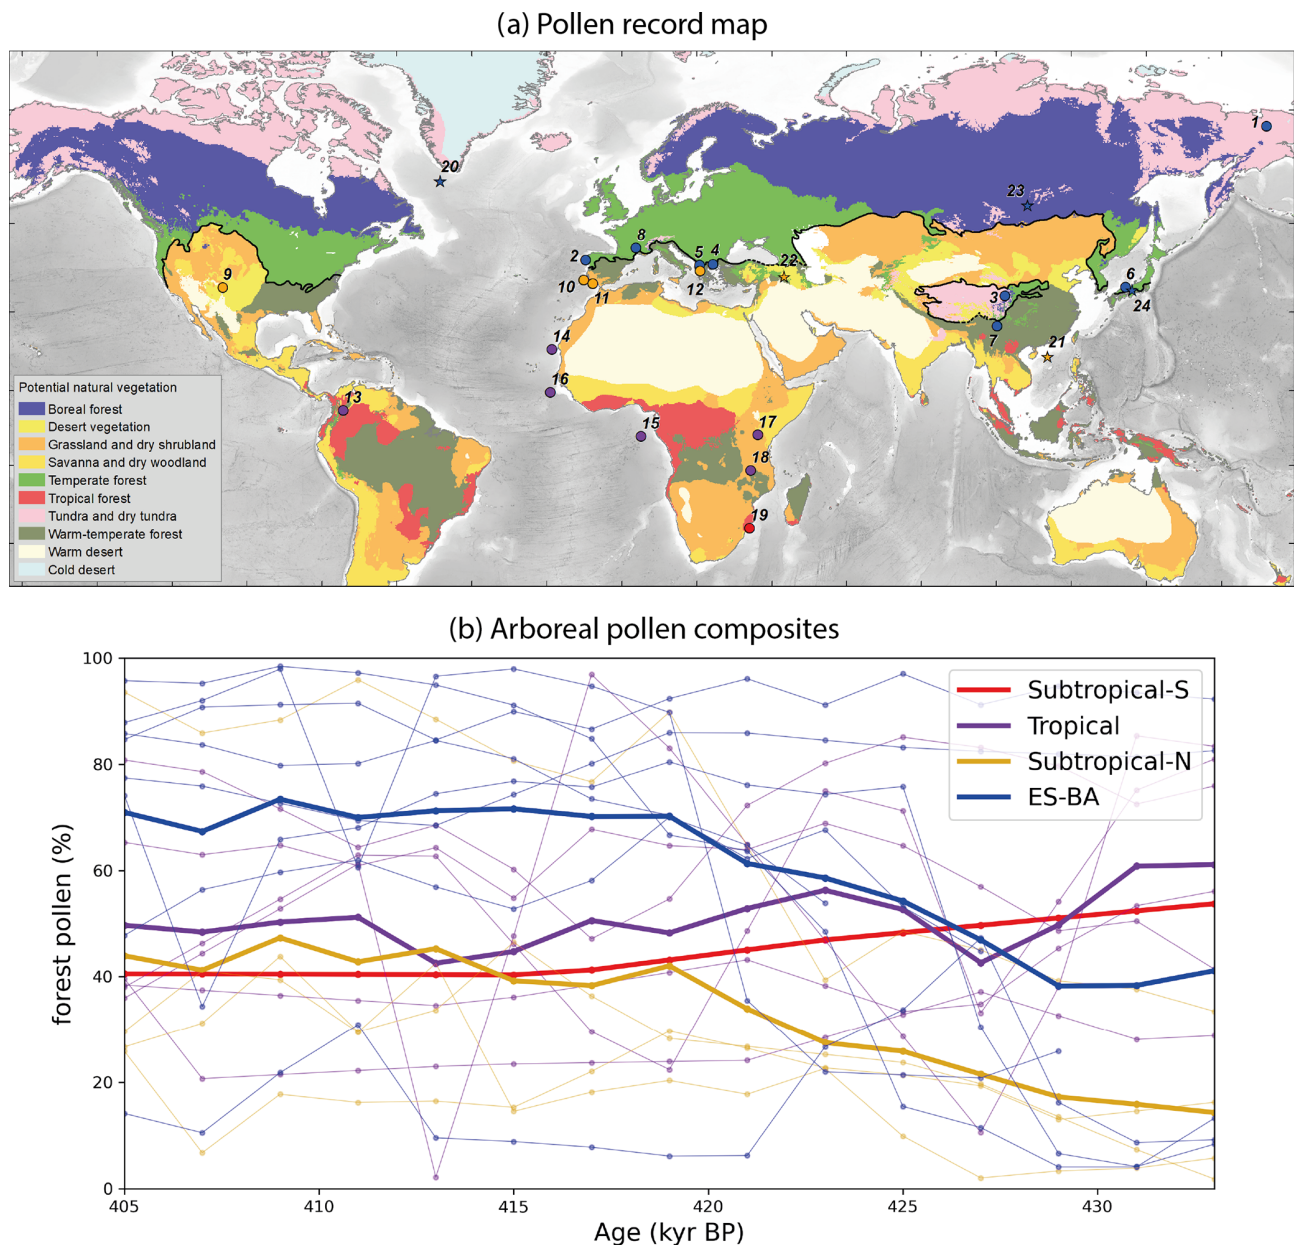 (a) Pollen record map
1
20
23
8
2
5
4
22
9
10
12
11
3
6
24
7
21
14
16
13
15
17
18
19
Potential natural vegetation
Boreal forest
Desert vegetation
Grassland and dry shrubland
Savanna and dry woodland
Temperate forest
Tropical forest
Tundra and dry tundra
Warm-temperate forest
Warm desert
Cold desert
(b) Arboreal pollen composites
100
80
60
40
20
0
forest pollen (%)
Subtropical-S
Tropical
Subtropical-N
ES-BA
405
410
415
420
425
430
Age (kyr BP)